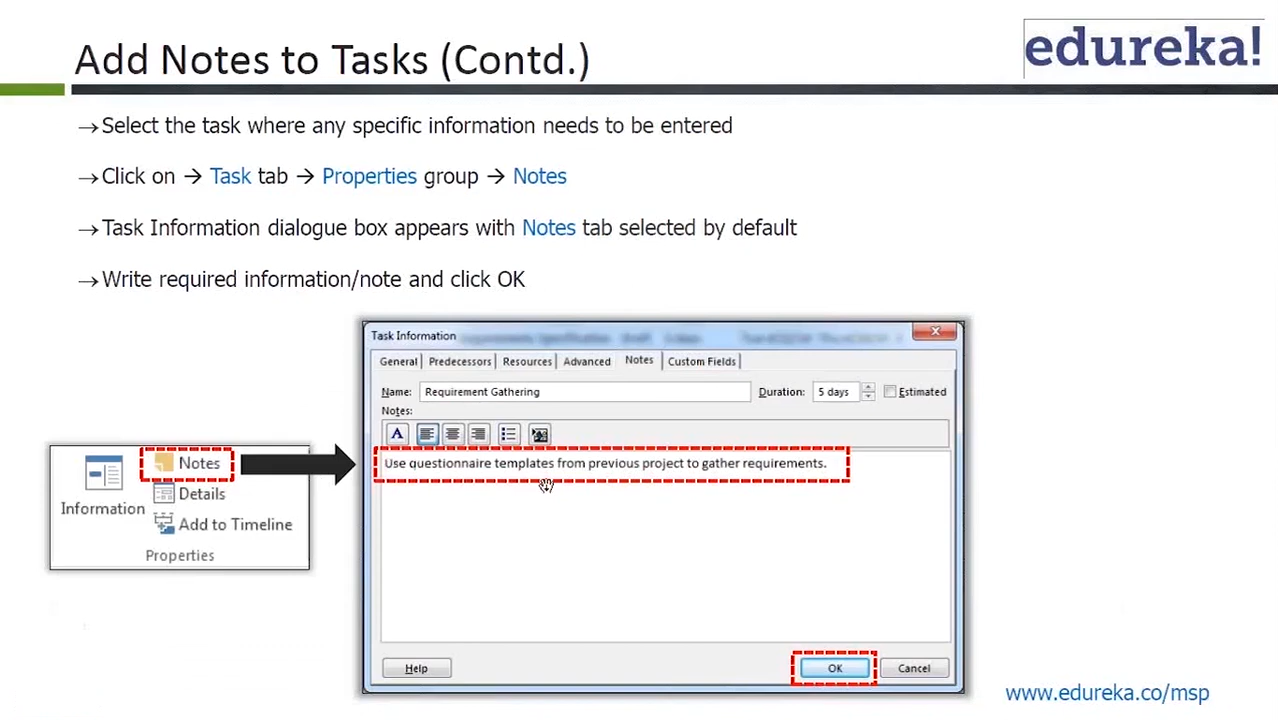 Add Notes to Tasks (Contd.)
edureka!
→Select the task where any specific information needs to be entered
→Click on → Task tab → Properties group → Notes
→Task Information dialogue box appears with Notes tab selected by default
→Write required information/note and click OK
Task Information
General Predecessors Resources Advanced Notes Custom Fields
Name: Requirement Gathering Duration: 5 days Estimated
Notes:
A
Use questionnaire templates from previous project to gather requirements.
Notes
Information
Details
Add to Timeline
Properties
Help OK Cancel
www.edureka.co/msp